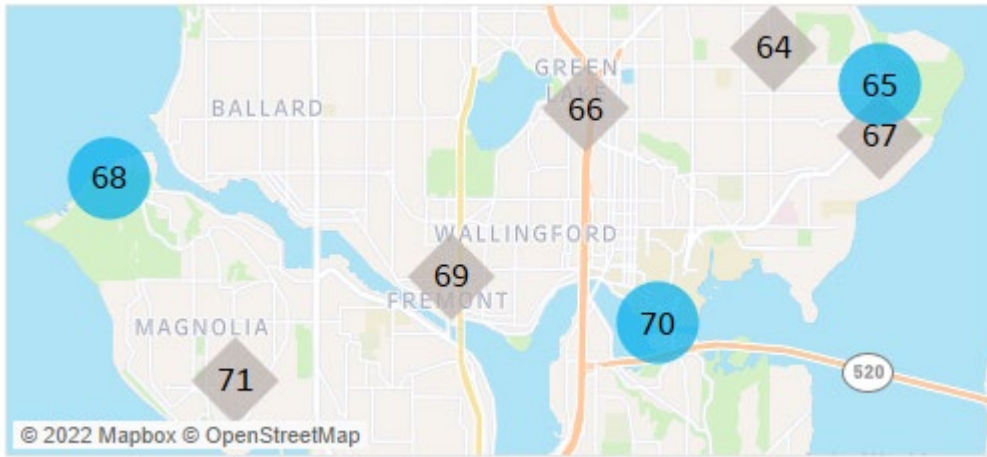 64
GREEN
LAKE
65
66
BALLARD
67
68
WALLINGFORD
69
FREMONT
70
MAGNOLIA
71
520
© 2022 Mapbox © OpenStreetMap